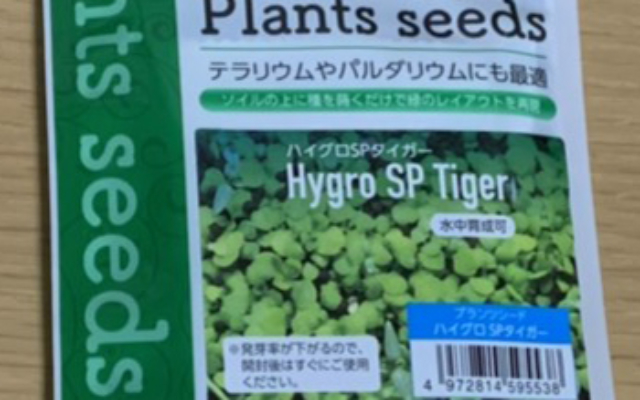 nts seeds
Plants seeds
テラリウムやパルダリウムにも最適
ソイルの上に種を蒔くだけで緑のレイアウトを再現
ハイグロSPタイガー
Hygro SP Tiger
水中育成可
プランツシード
ハイグロSPタイガー
※発芽率が下がるので、
開封後はすぐにご使用
ください。
4 972814 595538